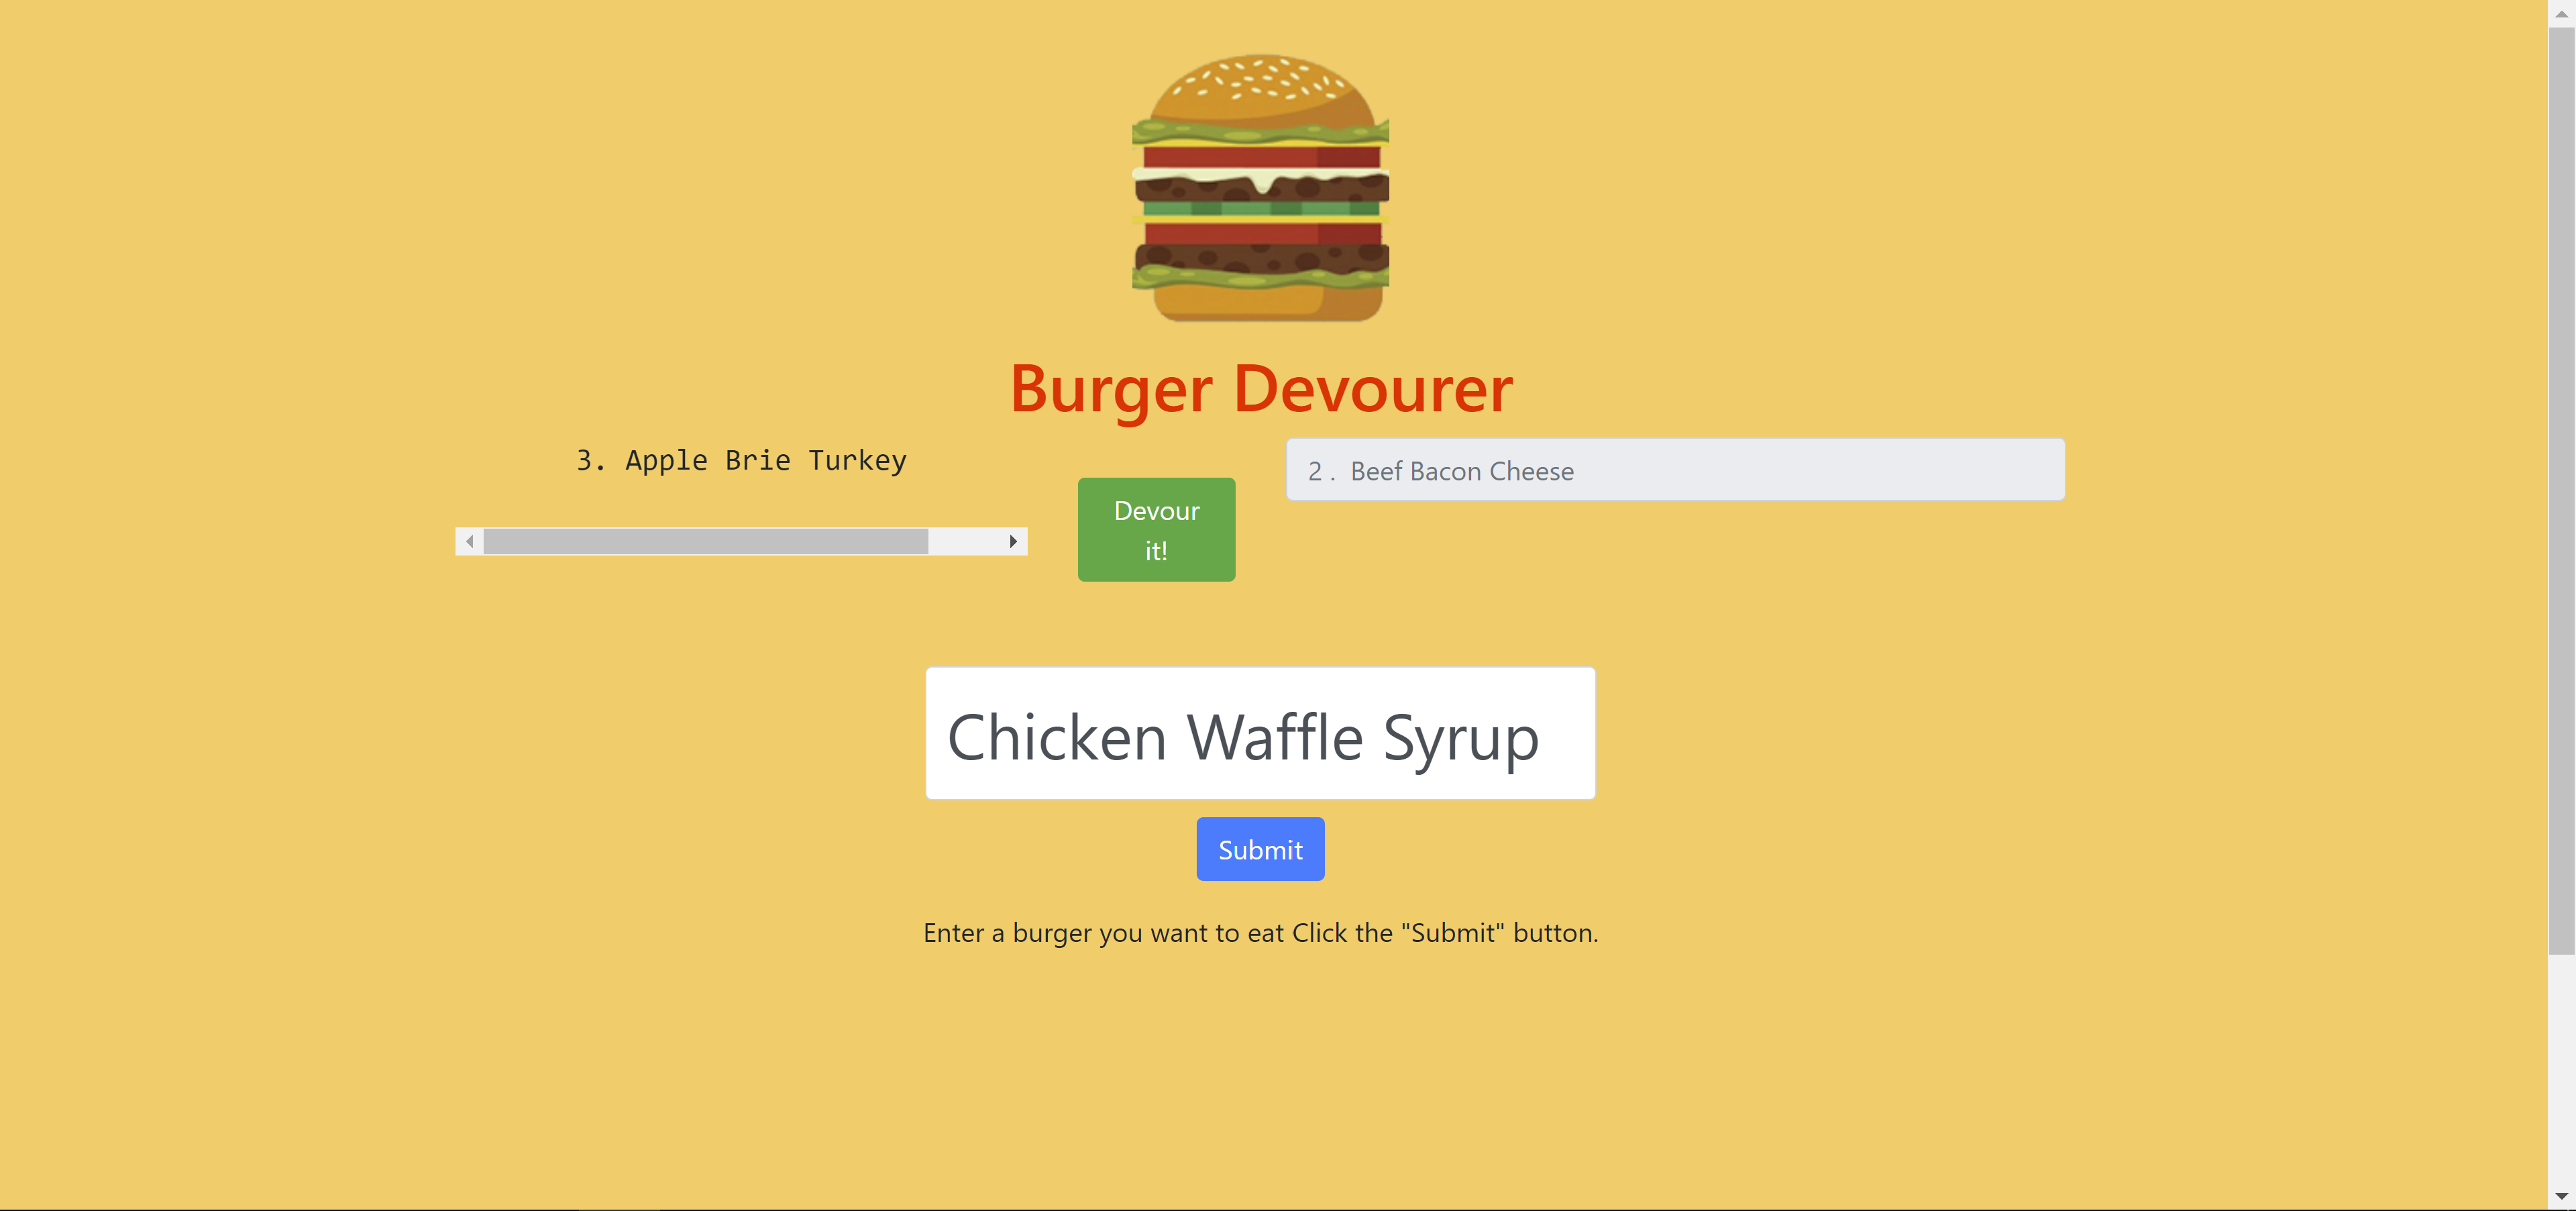 Burger Devourer
3. Apple Brie Turkey
Devour
it!
2 . Beef Bacon Cheese
Chicken Waffle Syrup
Submit
Enter a burger you want to eat Click the "Submit" button.